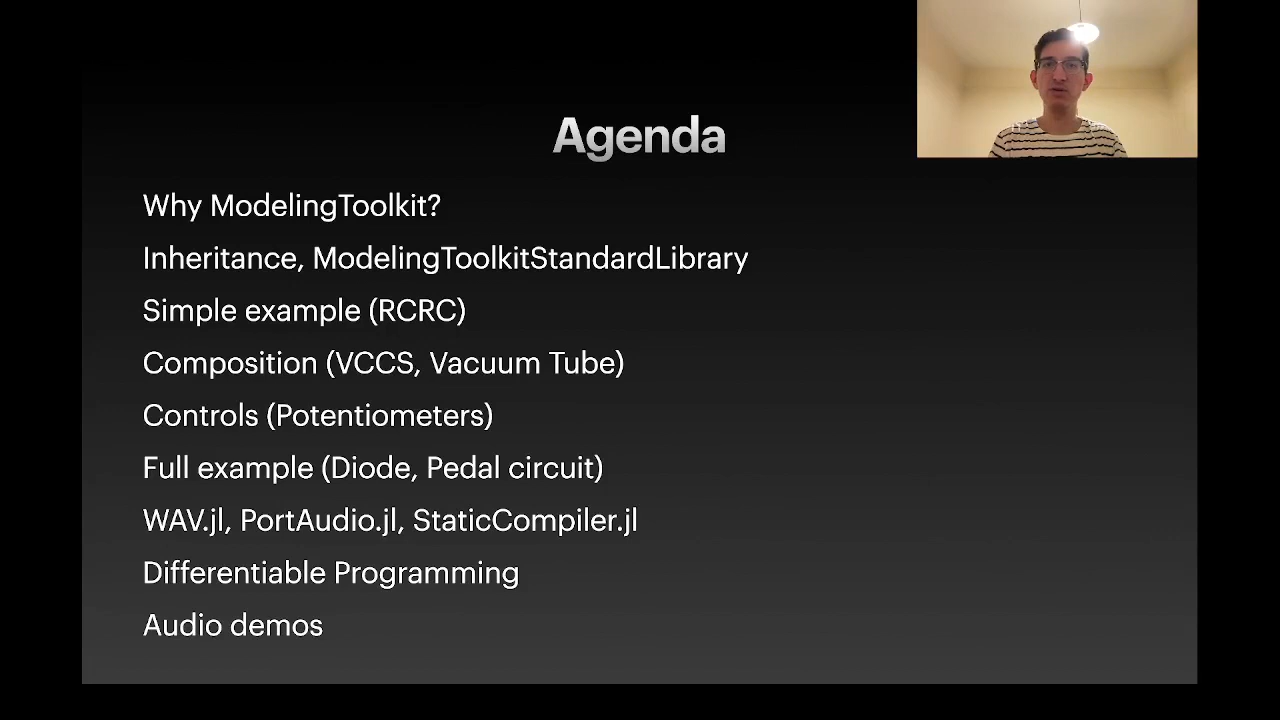 Agenda
Why ModelingToolkit?
Inheritance, ModelingToolkitStandardLibrary
Simple example (RCRC)
Composition (VCCS, Vacuum Tube)
Controls (Potentiometers)
Full example (Diode, Pedal circuit)
WAV.jl, PortAudio.jl, StaticCompiler.jl
Differentiable Programming
Audio demos